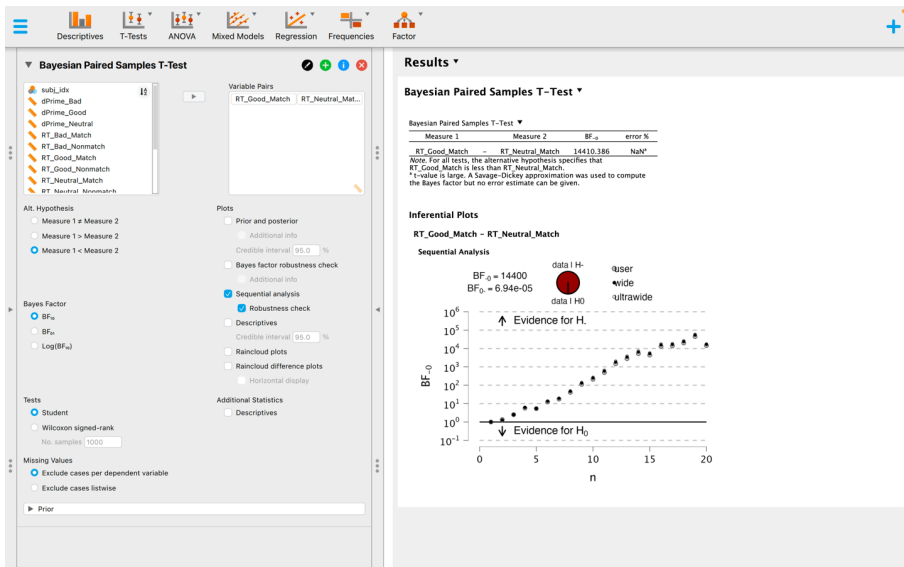 Descriptives T-Tests ANOVA Mixed Models Regression Frequencies Factor
Bayesian Paired Samples T-Test
subj_idx
dPrime_Bad
dPrime_Good
dPrime_Neutral
RT_Bad_Match
RT_Bad_Nonmatch
RT_Good_Match
RT_Good_Nonmatch
RT_Neutral_Match
RT_Neutral_Nonmatch
Variable Pairs
RT_Good_Match RT_Neutral_Mat...
Alt. Hypothesis
Measure 1 ≠ Measure 2
Measure 1 > Measure 2
Measure 1 < Measure 2
Bayes Factor
BF₁₀
BF₀₁
Log(BF₁₀)
Tests
Student
Wilcoxon signed-rank
No. samples 1000
Missing Values
Exclude cases per dependent variable
Exclude cases listwise
Prior
Plots
Prior and posterior
Additional info
Credible interval 95.0 %
Bayes factor robustness check
Additional info
Sequential analysis
Robustness check
Descriptives
Credible interval 95.0 %
Raincloud plots
Raincloud difference plots
Horizontal display
Additional Statistics
Descriptives
Results
Bayesian Paired Samples T-Test
Bayesian Paired Samples T-Test
Measure 1 Measure 2 BF₋₀ error %
RT_Good_Match - RT_Neutral_Match 14410.386 NaNᵃ
Note. For all tests, the alternative hypothesis specifies that
RT_Good_Match is less than RT_Neutral_Match.
ᵃ t-value is large. A Savage-Dickey approximation was used to compute
the Bayes factor but no error estimate can be given.
Inferential Plots
RT_Good_Match - RT_Neutral_Match
Sequential Analysis
BF₋₀ = 14400
BF₀₋ = 6.94e-05
data | H-
data | H0
user
wide
ultrawide
10⁶
10⁵
10⁴
10³
10²
10¹
10⁰
10⁻¹
BF₋₀
Evidence for H₋
Evidence for H₀
0 5 10 15 20
n